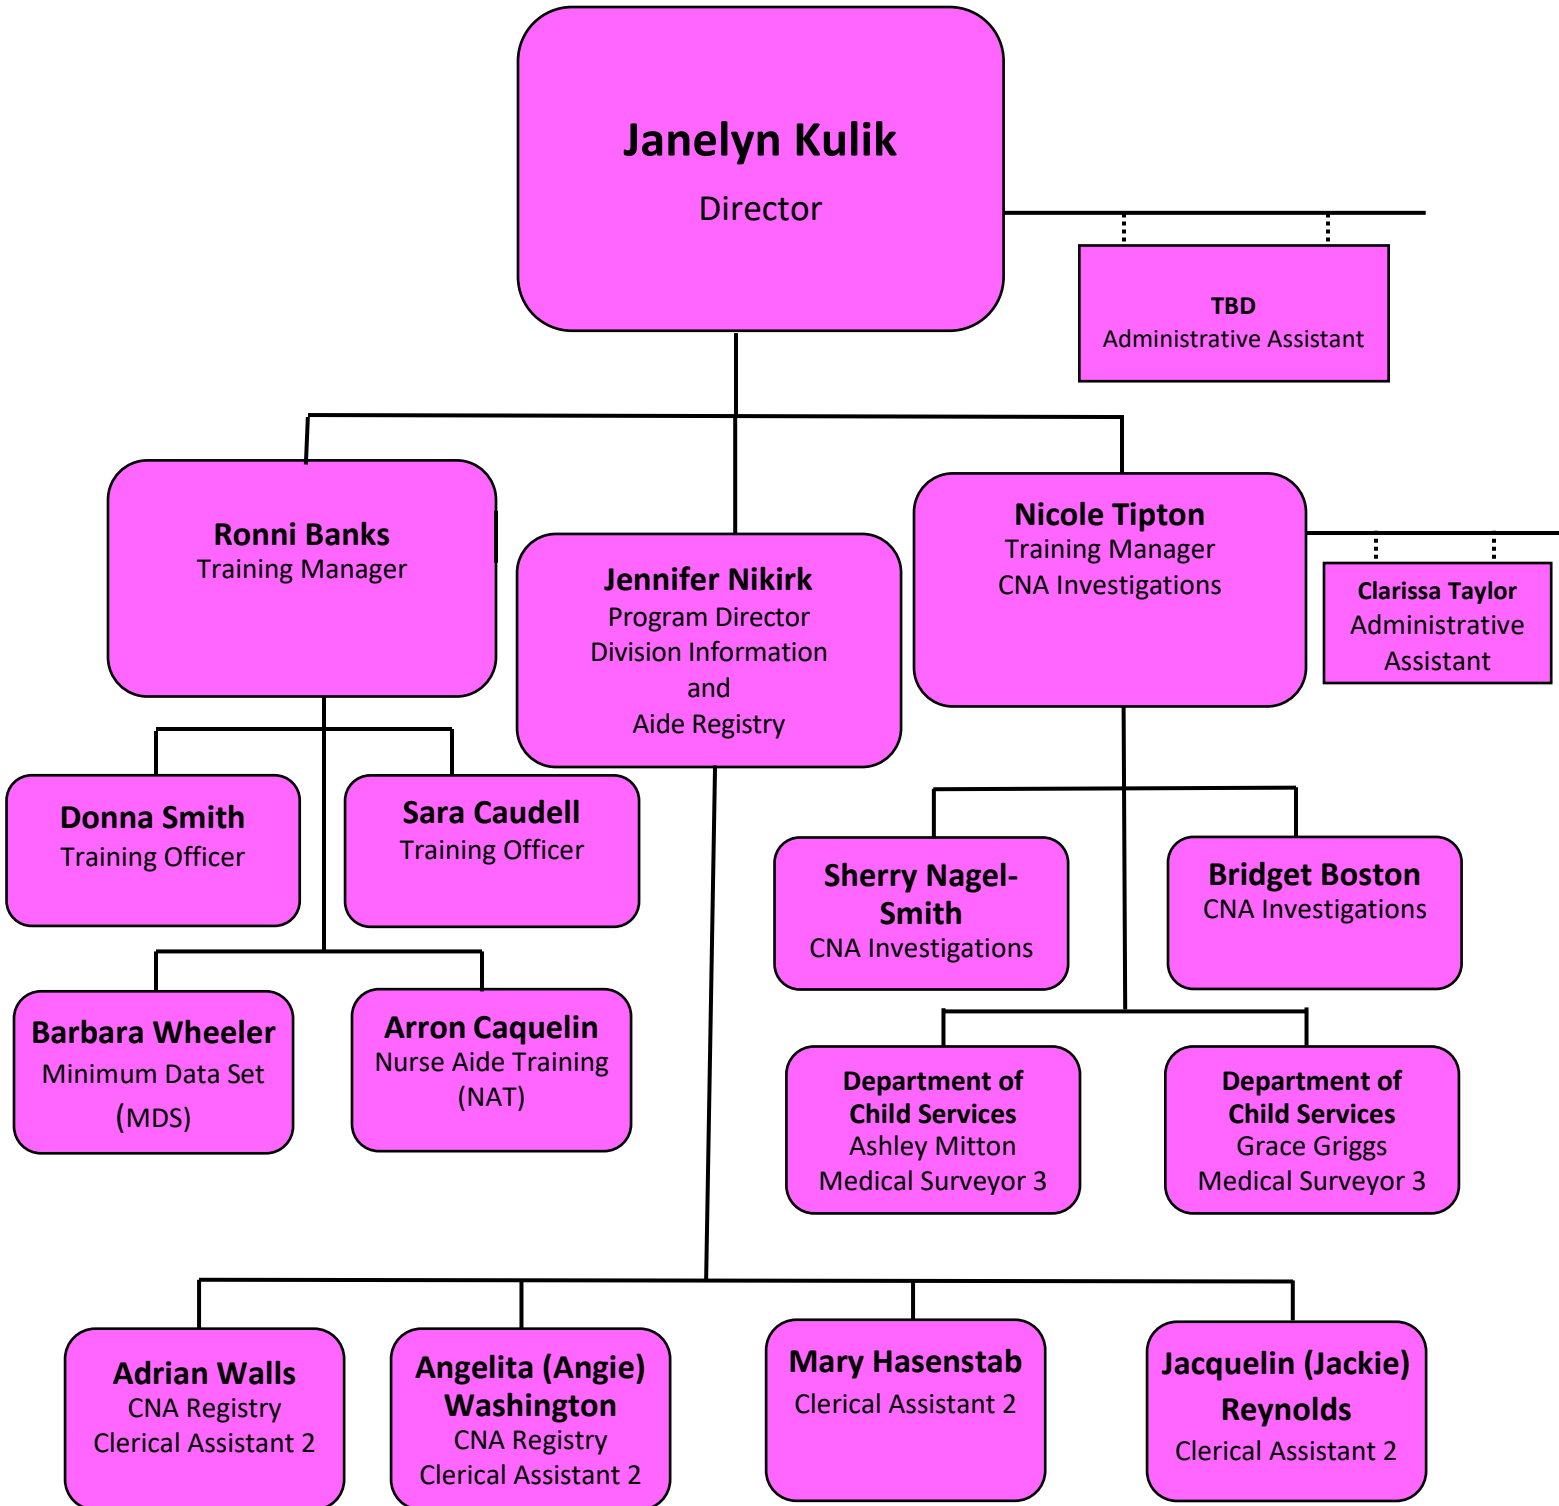 Janelyn Kulik
Director
TBD
Administrative Assistant
Ronni Banks
Training Manager
Jennifer Nikirk
Program Director
Division Information
and
Aide Registry
Nicole Tipton
Training Manager
CNA Investigations
Clarissa Taylor
Administrative
Assistant
Donna Smith
Training Officer
Sara Caudell
Training Officer
Sherry Nagel-
Smith
CNA Investigations
Bridget Boston
CNA Investigations
Barbara Wheeler
Minimum Data Set
(MDS)
Arron Caquelin
Nurse Aide Training
(NAT)
Department of
Child Services
Ashley Mitton
Medical Surveyor 3
Department of
Child Services
Grace Griggs
Medical Surveyor 3
Adrian Walls
CNA Registry
Clerical Assistant 2
Angelita (Angie)
Washington
CNA Registry
Clerical Assistant 2
Mary Hasenstab
Clerical Assistant 2
Jacquelin (Jackie)
Reynolds
Clerical Assistant 2